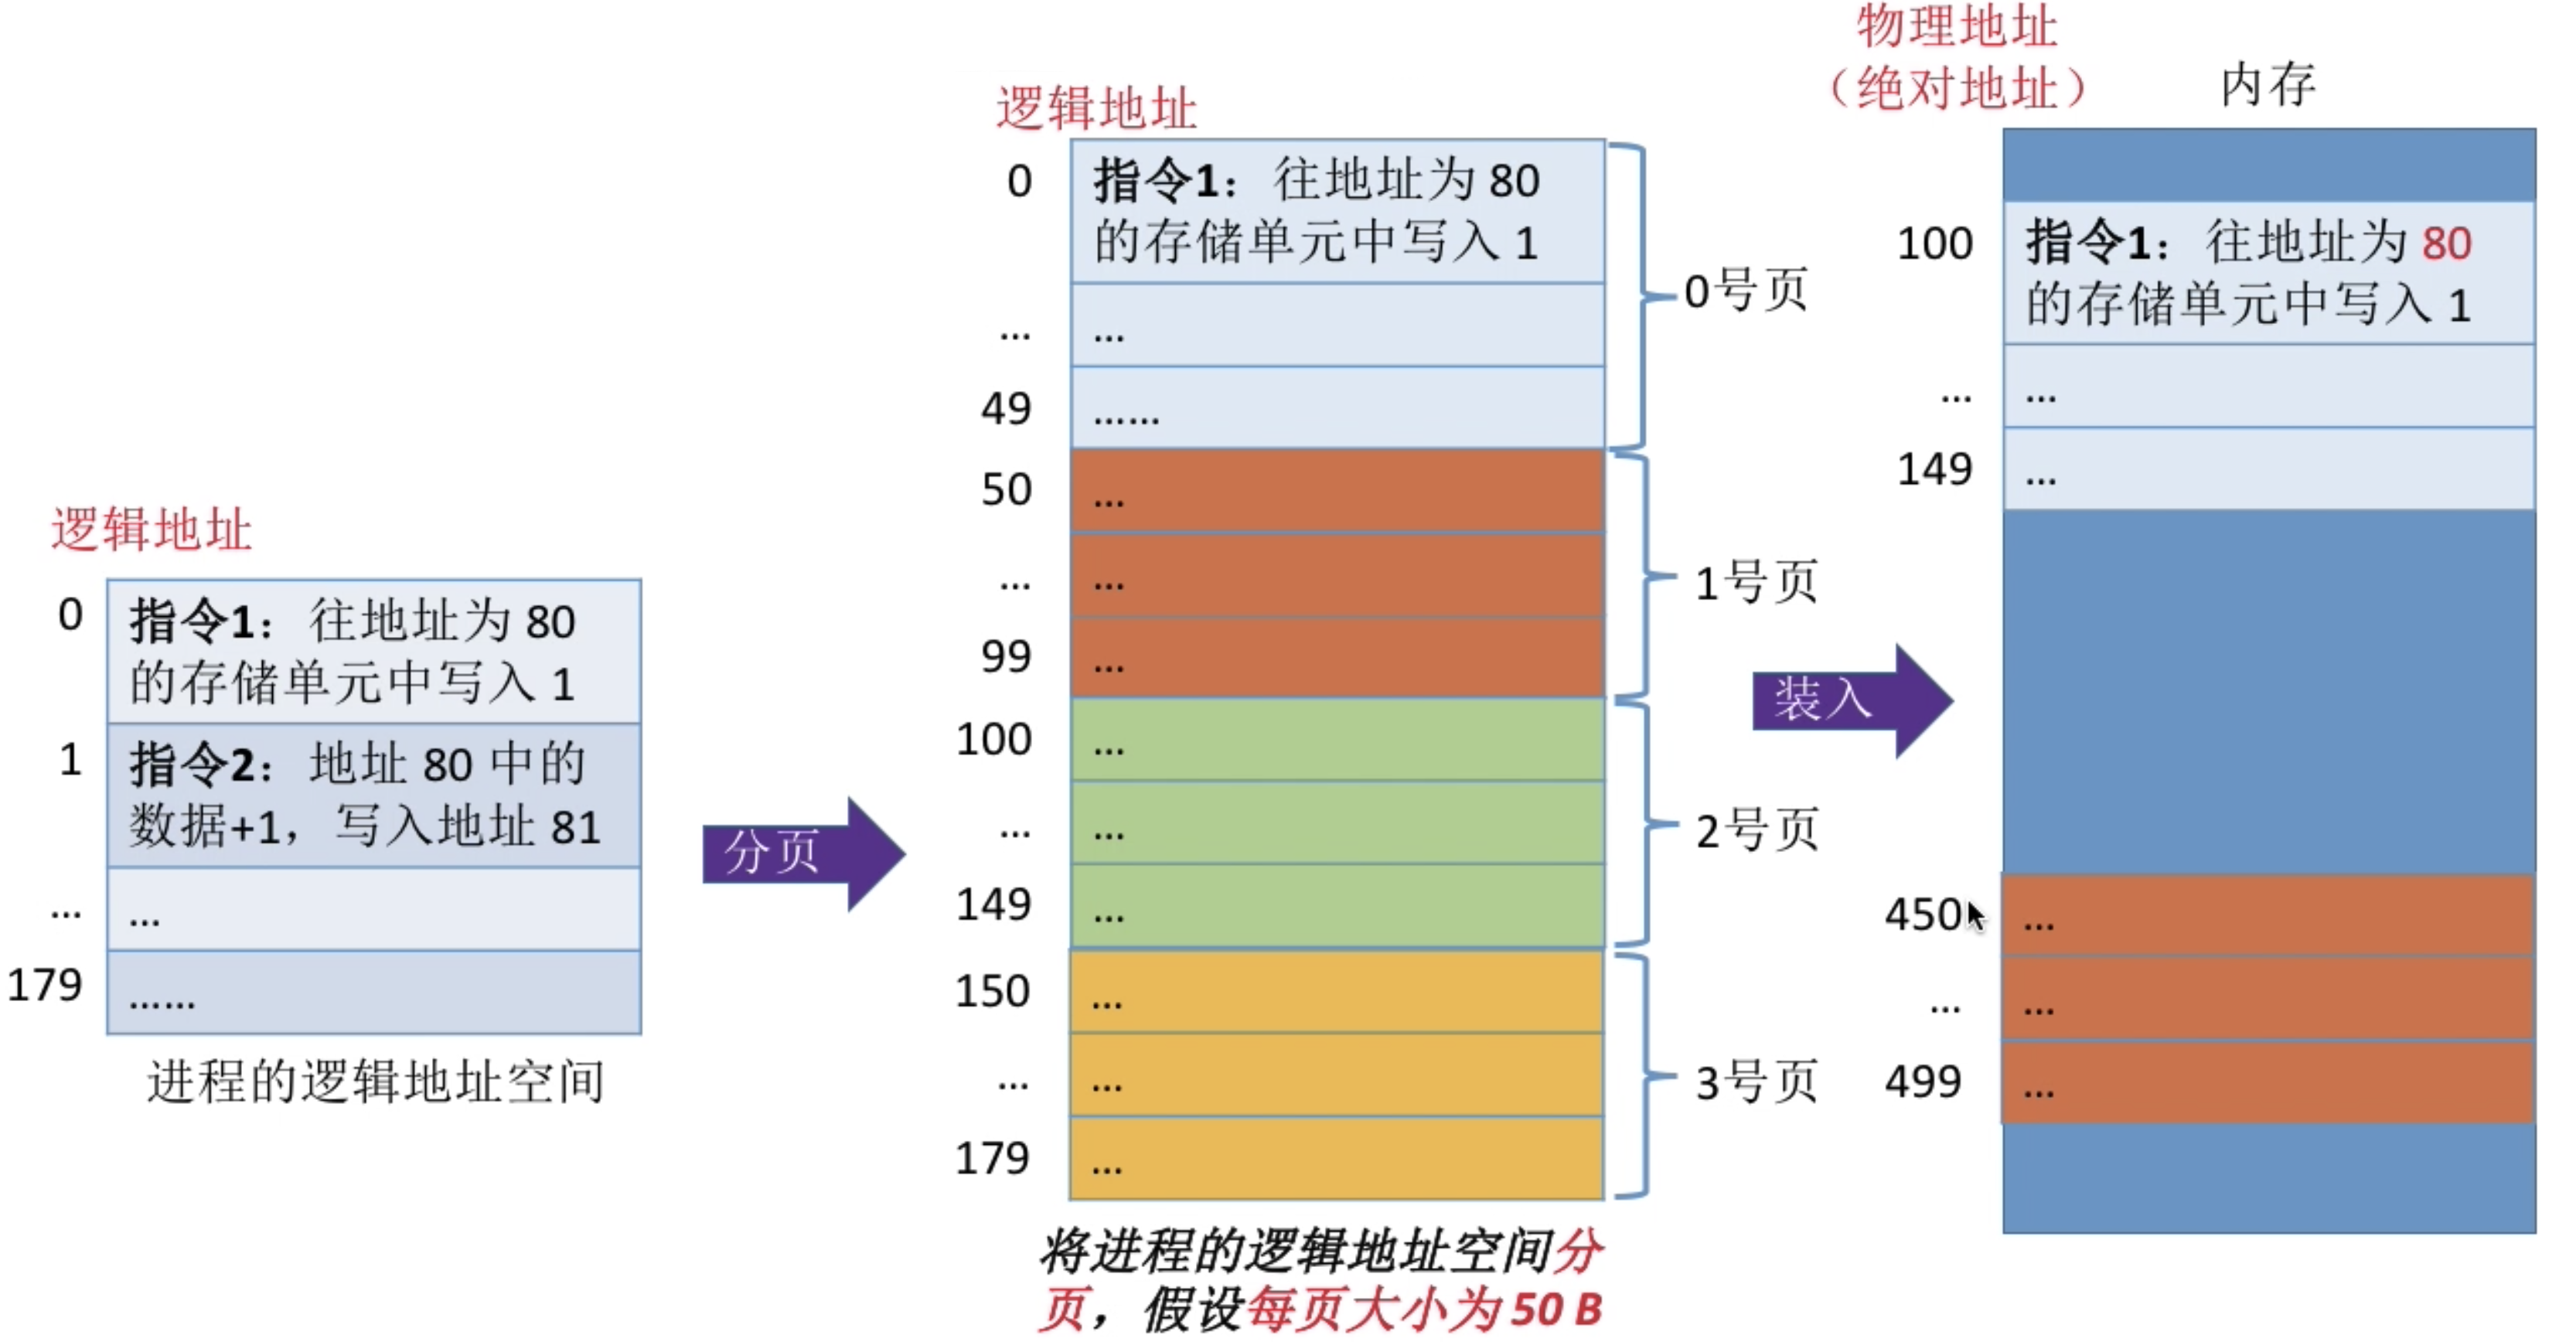 逻辑地址
0
指令1：往地址为 80
的存储单元中写入 1
1
指令2：地址 80 中的
数据+1，写入地址 81
...
...
179
......
进程的逻辑地址空间
分页
逻辑地址
0
指令1：往地址为 80
的存储单元中写入 1
...
...
49
......
0号页
50
...
...
...
99
...
1号页
100
...
...
...
149
...
2号页
150
...
...
...
179
...
3号页
将进程的逻辑地址空间分
页，假设每页大小为 50 B
装入
物理地址
（绝对地址）
内存
100
指令1：往地址为 80
的存储单元中写入 1
...
...
149
...
450
...
...
...
499
...